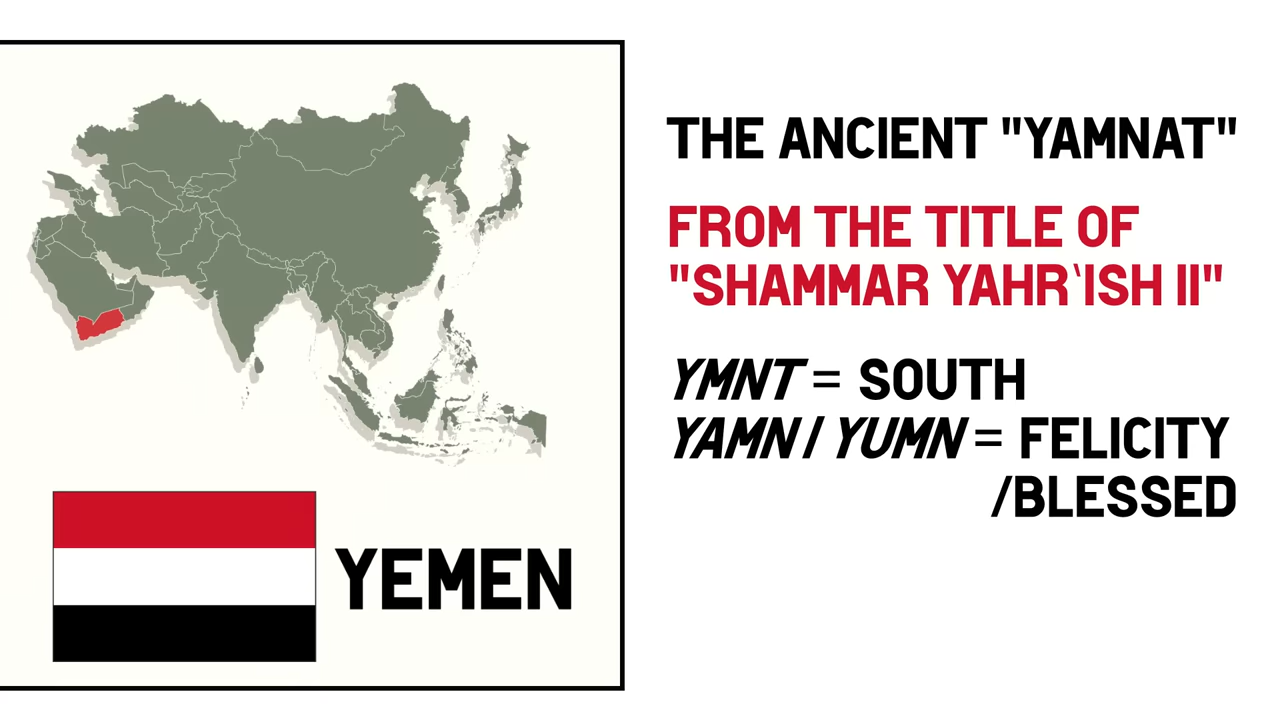 YEMEN
THE ANCIENT "YAMNAT"
FROM THE TITLE OF
"SHAMMAR YAHR`ISH II"
YMNT = SOUTH
YAMN / YUMN = FELICITY
/BLESSED